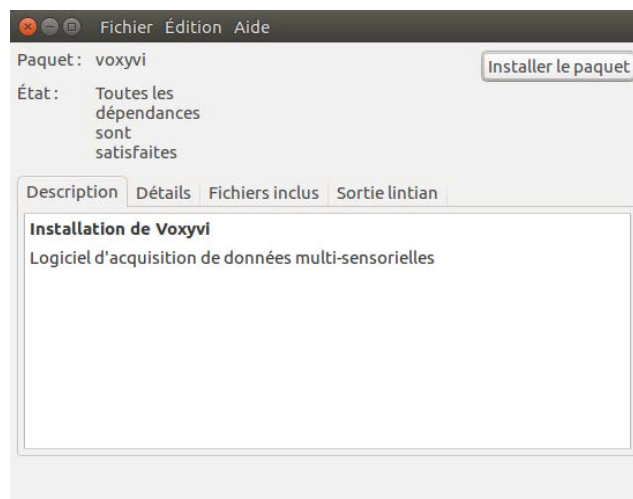 Fichier Édition Aide
Paquet : voxyvi
Installer le paquet
État : Toutes les
dépendances
sont
satisfaites
Description Détails Fichiers inclus Sortie lintian
Installation de Voxyvi
Logiciel d'acquisition de données multi-sensorielles